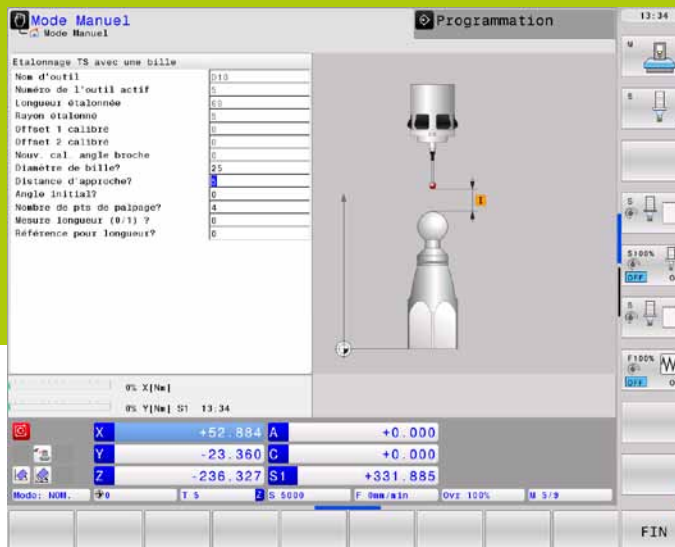 Mode Manuel
Mode Manuel
Programmation
13:34
Etalonnage TS avec une bille
Nom d'outil D10
Numéro de l'outil actif 5
Longueur étalonnée 60
Rayon étalonné 5
Offset 1 calibré 0
Offset 2 calibré 0
Nouv. cal. angle broche 0
Diamètre de bille? 25
Distance d'approche?
Angle initial? 0
Nombre de pts de palpage? 4
Mesure longueur (0/1) ? 0
Référence pour longueur? 0
M
S
S
S100%
OFF
S
F100% W
OFF
0% X[Nm]
0% Y[Nm] S1 13:34
X +52.884 A +0.000
Y -23.360 C +0.000
Z -236.327 S1 +331.885
Mode: NOM. 0 T 5 Z S 5000 F 0mm/min Ovr 100% M 5/9
FIN